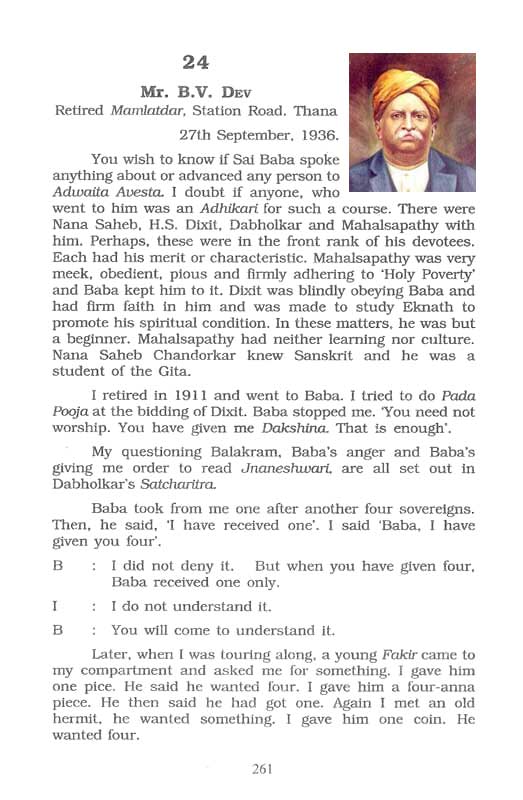 24
Mr. B.V. Dev
Retired Mamlatdar, Station Road, Thana
27th September, 1936.
You wish to know if Sai Baba spoke
anything about or advanced any person to
Adwaita Avesta. I doubt if anyone, who
went to him was an Adhikari for such a course. There were
Nana Saheb, H.S. Dixit, Dabholkar and Mahalsapathy with
him. Perhaps, these were in the front rank of his devotees.
Each had his merit or characteristic. Mahalsapathy was very
meek, obedient, pious and firmly adhering to 'Holy Poverty'
and Baba kept him to it. Dixit was blindly obeying Baba and
had firm faith in him and was made to study Eknath to
promote his spiritual condition. In these matters, he was but
a beginner. Mahalsapathy had neither learning nor culture.
Nana Saheb Chandorkar knew Sanskrit and he was a
student of the Gita.
I retired in 1911 and went to Baba. I tried to do Pada
Pooja at the bidding of Dixit. Baba stopped me. 'You need not
worship. You have given me Dakshina. That is enough'.
My questioning Balakram, Baba's anger and Baba's
giving me order to read Jnaneshwari, are all set out in
Dabholkar's Satcharitra.
Baba took from me one after another four sovereigns.
Then, he said, 'I have received one'. I said 'Baba, I have
given you four'.
B : I did not deny it. But when you have given four,
Baba received one only.
I : I do not understand it.
B : You will come to understand it.
Later, when I was touring along, a young Fakir came to
my compartment and asked me for something. I gave him
one pice. He said he wanted four. I gave him a four-anna
piece. He then said he had got one. Again I met an old
hermit, he wanted something. I gave him one coin. He
wanted four.
261